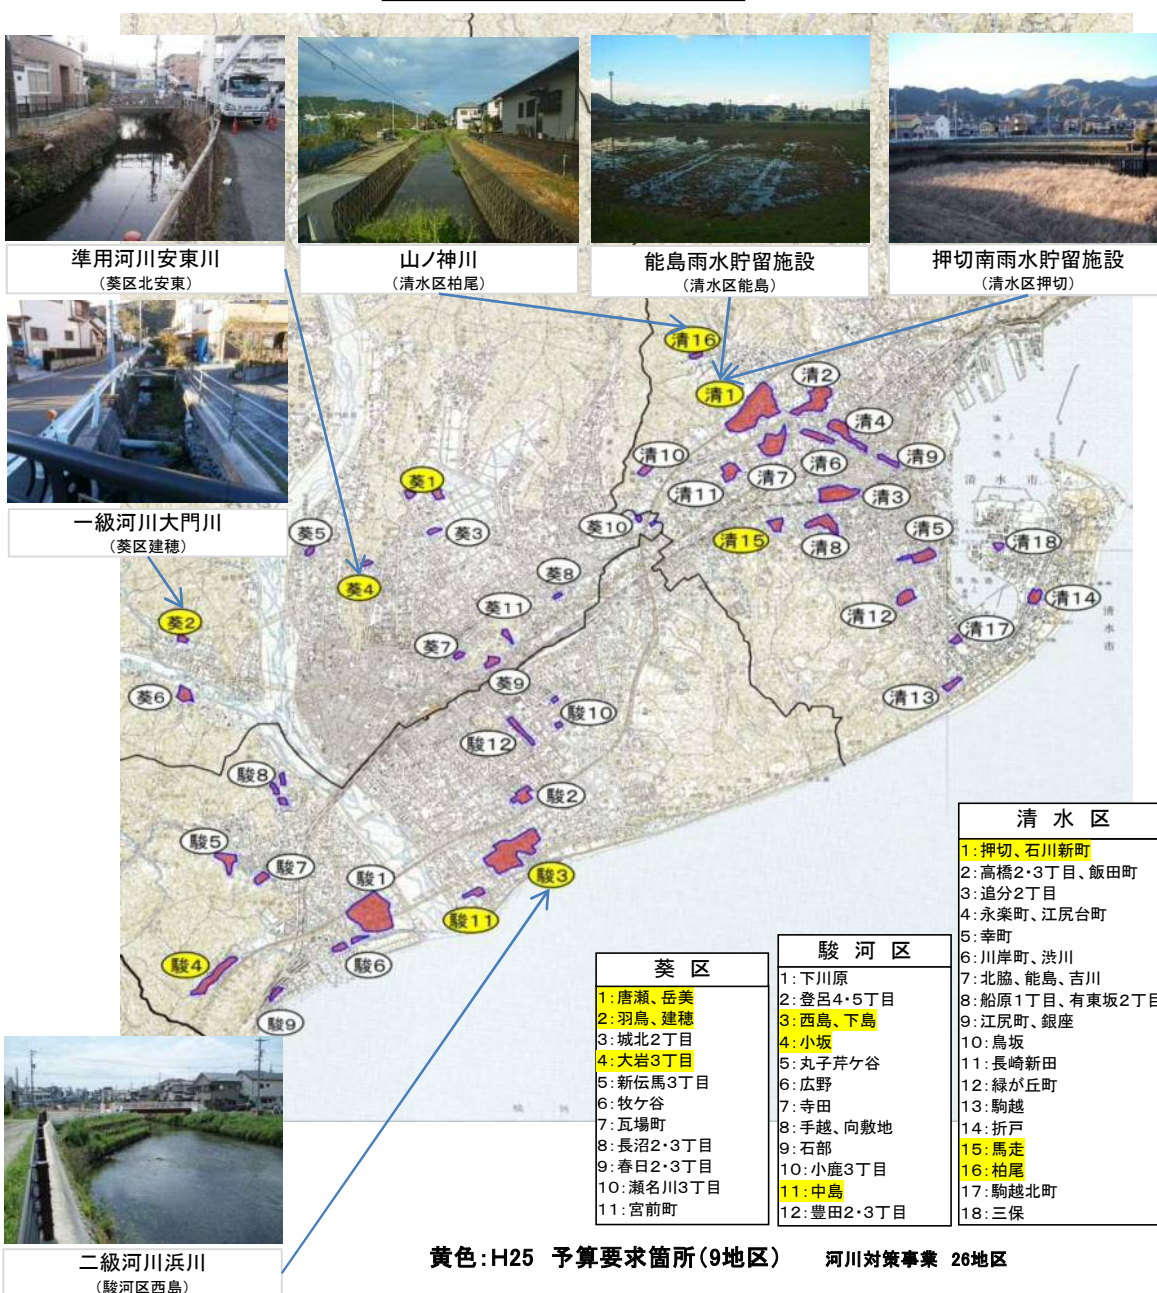 準用河川安東川
(葵区北安東)
山ノ神川
(清水区柏尾)
能島雨水貯留施設
(清水区能島)
押切南雨水貯留施設
(清水区押切)
一級河川大門川
(葵区建穂)
清16
清1
清2
清4
清10
清7
清6
清9
清11
清3
葵1
葵5
葵3
葵10
清15
清8
清5
清18
清水市
葵4
葵8
葵2
葵11
清12
清14
清17
清水市
葵7
葵9
葵6
清13
駿10
駿12
駿8
駿2
駿5
駿7
駿1
駿3
駿11
駿4
駿6
駿9
葵 区
1:唐瀬、岳美
2:羽鳥、建穂
3:城北2丁目
4:大岩3丁目
5:新伝馬3丁目
6:牧ケ谷
7:瓦場町
8:長沼2・3丁目
9:春日2・3丁目
10:瀬名川3丁目
11:宮前町
駿 河 区
1:下川原
2:登呂4・5丁目
3:西島、下島
4:小坂
5:丸子芹ケ谷
6:広野
7:寺田
8:手越、向敷地
9:石部
10:小鹿3丁目
11:中島
12:豊田2・3丁目
清 水 区
1:押切、石川新町
2:高橋2・3丁目、飯田町
3:追分2丁目
4:永楽町、江尻台町
5:幸町
6:川岸町、渋川
7:北脇、能島、吉川
8:船原1丁目、有東坂2丁目
9:江尻町、銀座
10:鳥坂
11:長崎新田
12:緑が丘町
13:駒越
14:折戸
15:馬走
16:柏尾
17:駒越北町
18:三保
二級河川浜川
(駿河区西島)
黄色:H25 予算要求箇所(9地区) 河川対策事業 26地区